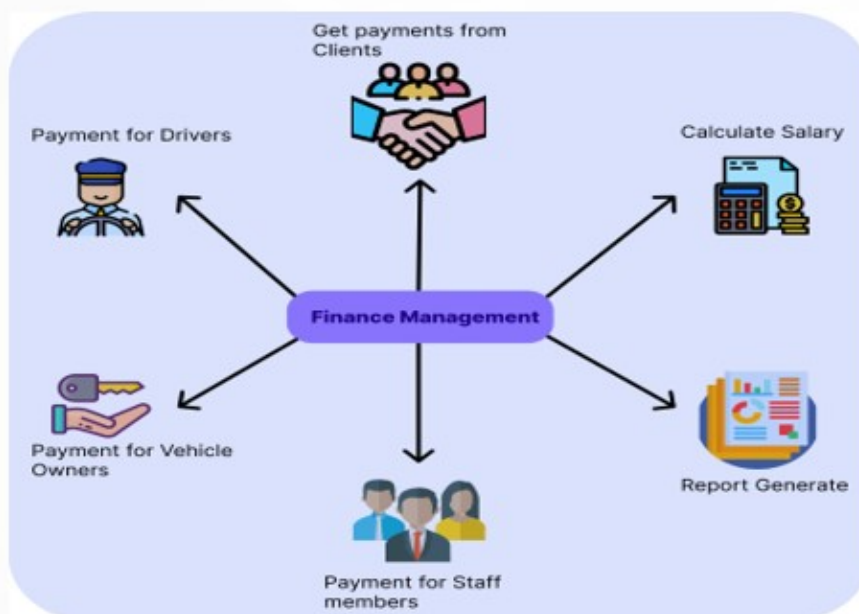 Get payments from
Clients
Payment for Drivers
Calculate Salary
Finance Management
Payment for Vehicle
Owners
Report Generate
Payment for Staff
members